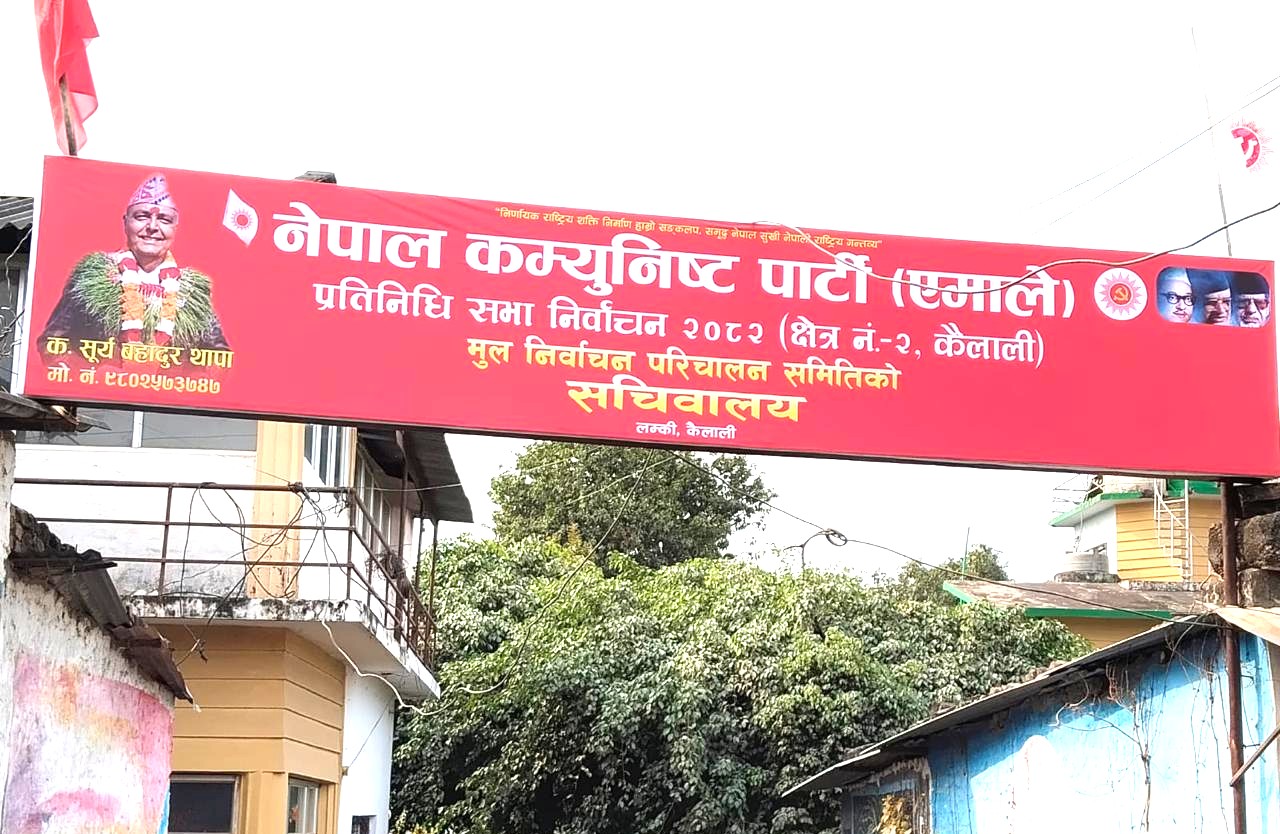 "निर्णायक राष्ट्रिय शक्ति निर्माण हाम्रो सङ्कल्प, समृद्ध नेपाल सुखी नेपाली राष्ट्रिय मन्तव्य"
नेपाल कम्युनिष्ट पार्टी (एमाले)
प्रतिनिधि सभा निर्वाचन २०८२ (क्षेत्र नं.-२, कैलाली)
मुल निर्वाचन परिचालन समितिको
सचिवालय
लम्की, कैलाली
क. सूर्य बहादुर थापा
मो. नं. ९८०२५७३७४७